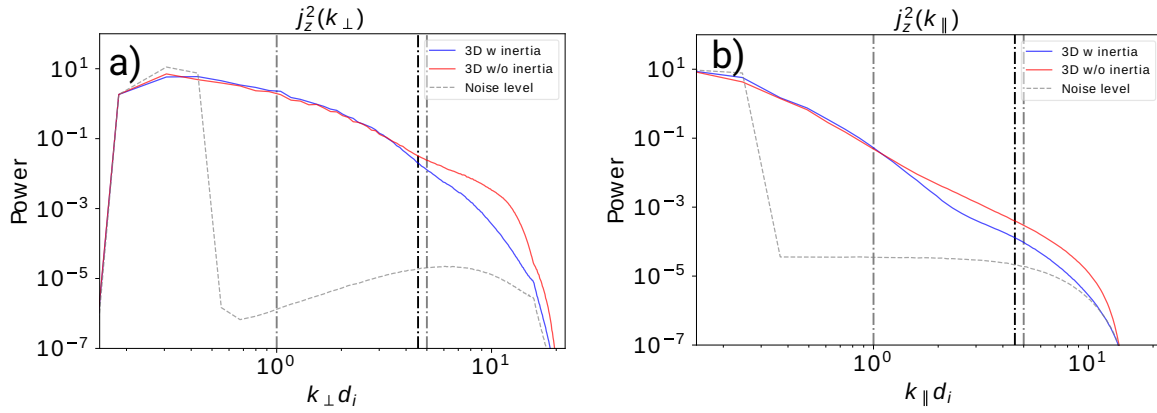 j_z^2(k_⊥)
a)
3D w inertia
3D w/o inertia
Noise level
Power
10^1
10^-1
10^-3
10^-5
10^-7
10^0
10^1
k_⊥d_i
j_z^2(k_∥)
b)
3D w inertia
3D w/o inertia
Noise level
Power
10^1
10^-1
10^-3
10^-5
10^-7
10^0
10^1
k_∥d_i